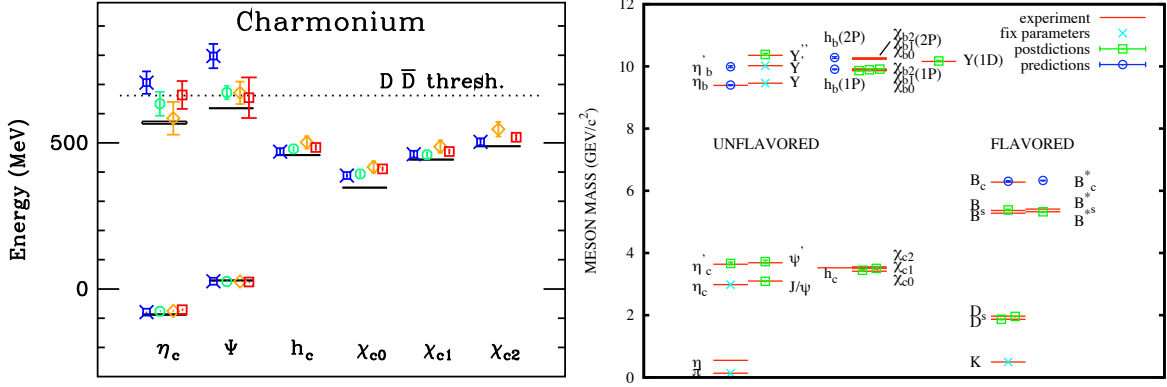 Charmonium
D D̅ thresh.
Energy (MeV)
500
0
η_c Ψ h_c χ_c0 χ_c1 χ_c2
MESON MASS (GEV/c²)
12
10
8
6
4
2
0
experiment
fix parameters
postdictions
predictions
UNFLAVORED
FLAVORED
η_b'
η_b
Υ''
Υ'
Υ
h_b(2P)
h_b(1P)
χ_b2
χ_b1(2P)
χ_b0
χ_b2(1P)
χ_b1
χ_b0
Υ(1D)
B_c
B*_c
B_s
B
B*_s
B*
η_c'
η_c
ψ'
J/ψ
h_c
χ_c2
χ_c1
χ_c0
D_s
D
K
η
π